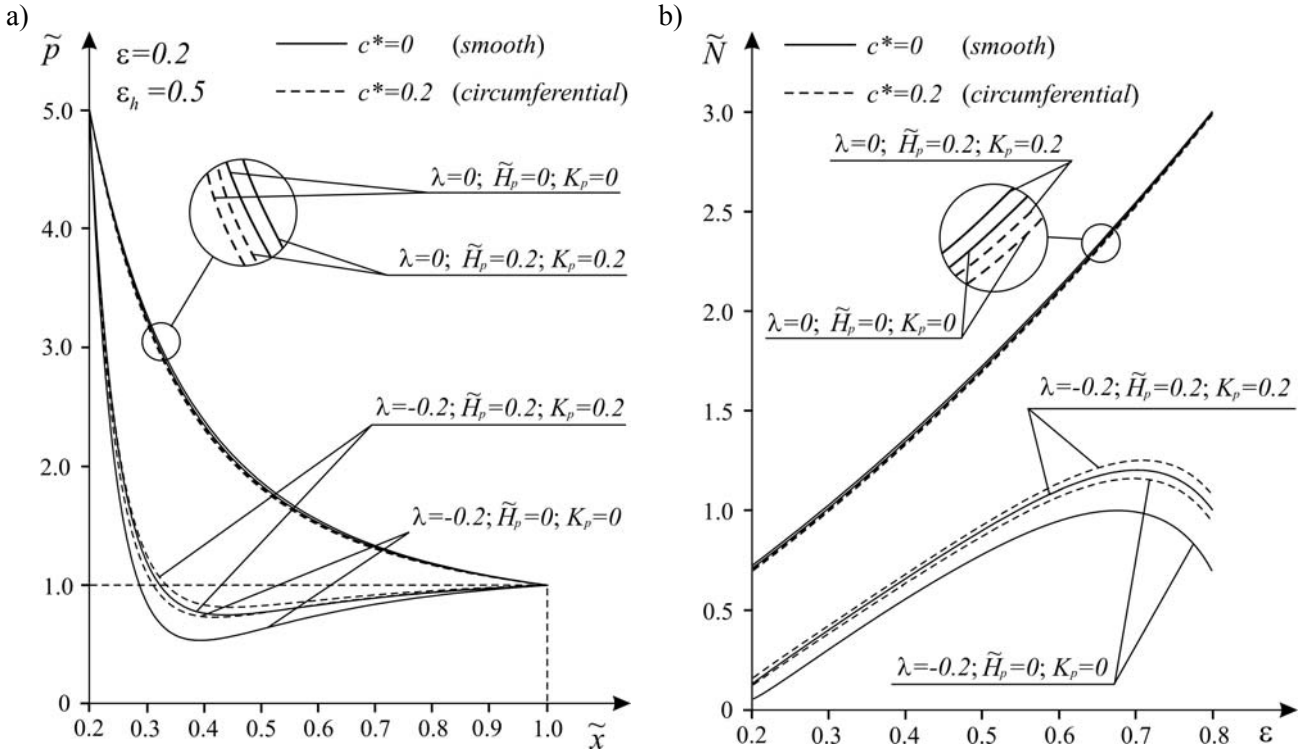 a)
p̃
ε=0.2
ε_h=0.5
c*=0 (smooth)
c*=0.2 (circumferential)
5.0
4.0
3.0
2.0
1.0
0
λ=0; H̃_p=0; K_p=0
λ=0; H̃_p=0.2; K_p=0.2
λ=-0.2; H̃_p=0.2; K_p=0.2
λ=-0.2; H̃_p=0; K_p=0
0.2 0.3 0.4 0.5 0.6 0.7 0.8 0.9 1.0
x̃
b)
Ñ
c*=0 (smooth)
c*=0.2 (circumferential)
3.0
2.5
2.0
1.5
1.0
0.5
0
λ=0; H̃_p=0.2; K_p=0.2
λ=0; H̃_p=0; K_p=0
λ=-0.2; H̃_p=0.2; K_p=0.2
λ=-0.2; H̃_p=0; K_p=0
0.2 0.3 0.4 0.5 0.6 0.7 0.8 ε